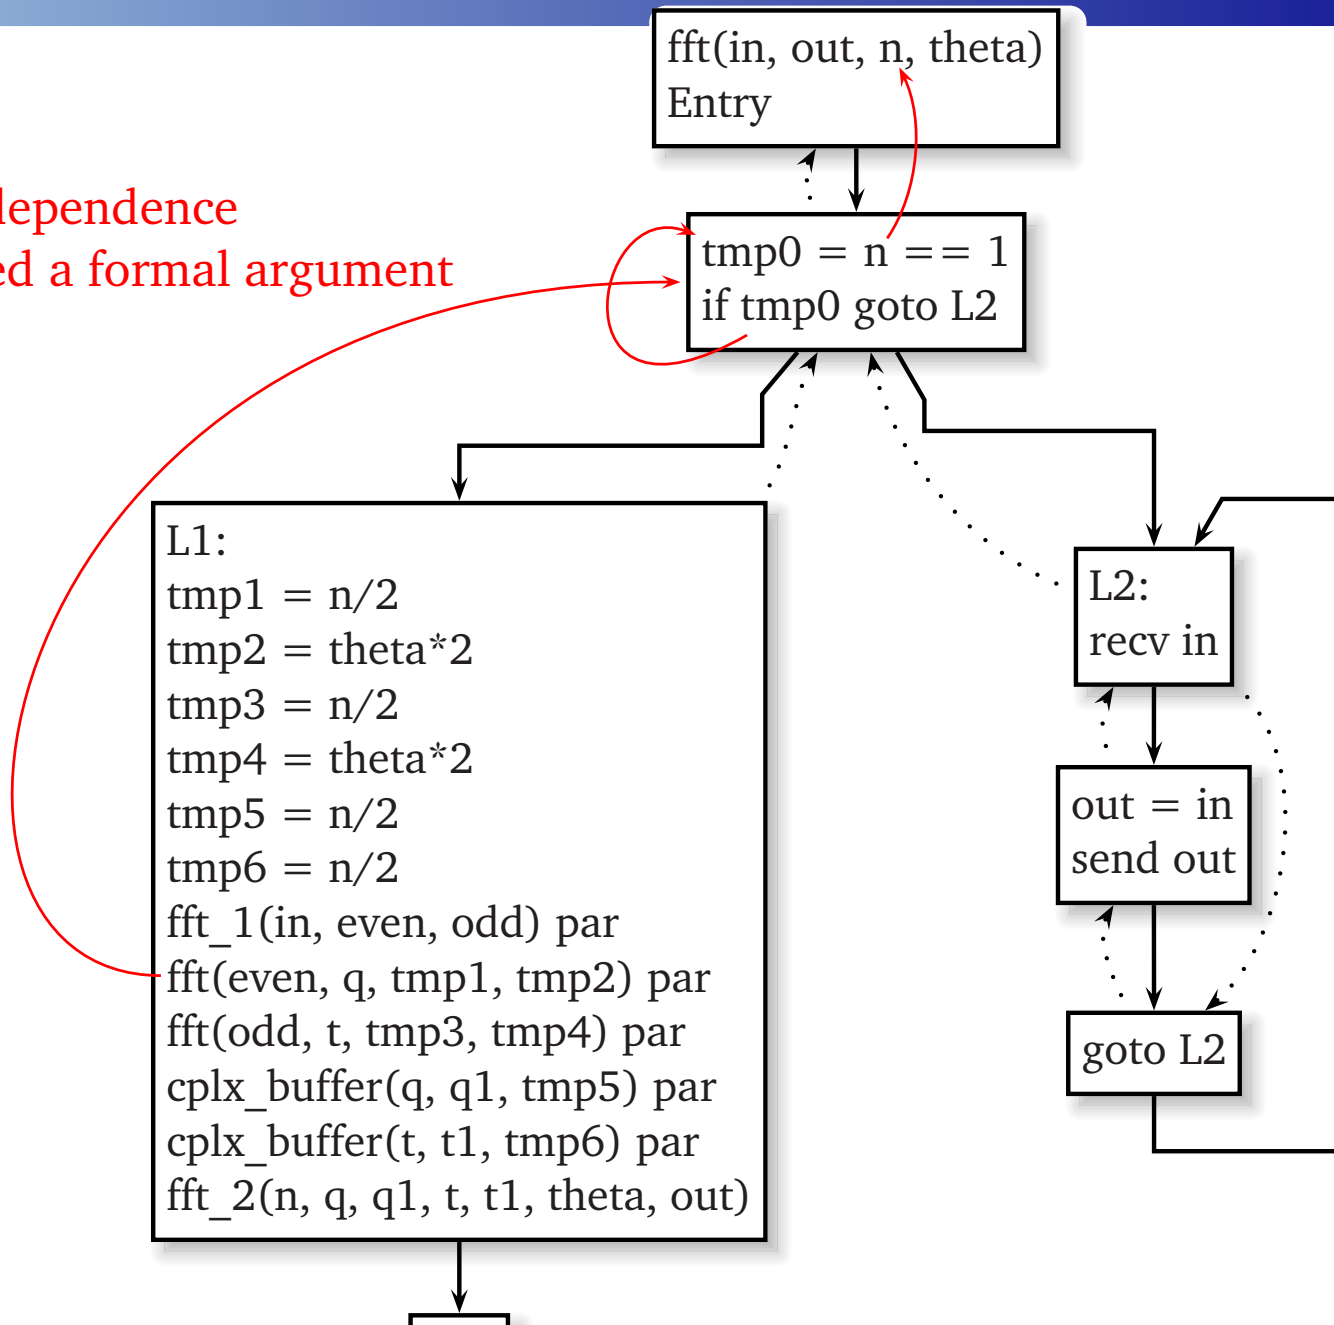 fft(in, out, n, theta)
Entry
ependence
ed a formal argument
tmp0 = n == 1
if tmp0 goto L2
L1:
tmp1 = n/2
tmp2 = theta*2
tmp3 = n/2
tmp4 = theta*2
tmp5 = n/2
tmp6 = n/2
fft_1(in, even, odd) par
fft(even, q, tmp1, tmp2) par
fft(odd, t, tmp3, tmp4) par
cplx_buffer(q, q1, tmp5) par
cplx_buffer(t, t1, tmp6) par
fft_2(n, q, q1, t, t1, theta, out)
L2:
recv in
out = in
send out
goto L2